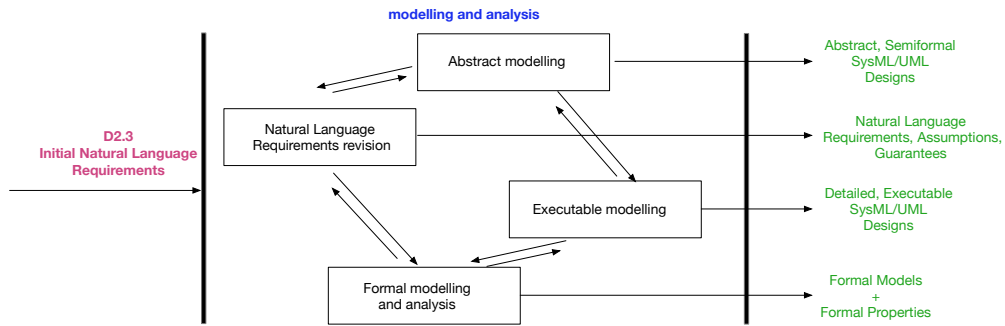 modelling and analysis
Abstract modelling
Abstract, Semiformal
SysML/UML
Designs
D2.3
Initial Natural Language
Requirements
Natural Language
Requirements revision
Natural Language
Requirements, Assumptions,
Guarantees
Executable modelling
Detailed, Executable
SysML/UML
Designs
Formal modelling
and analysis
Formal Models
+
Formal Properties